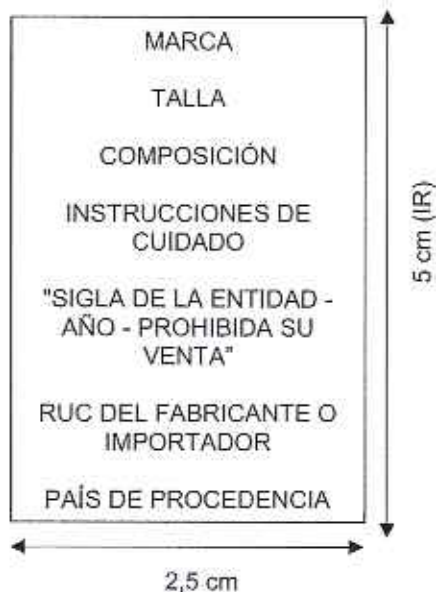 MARCA
TALLA
COMPOSICIÓN
INSTRUCCIONES DE
CUIDADO
"SIGLA DE LA ENTIDAD -
AÑO - PROHIBIDA SU
VENTA"
RUC DEL FABRICANTE O
IMPORTADOR
PAÍS DE PROCEDENCIA
5 cm (IR)
2,5 cm